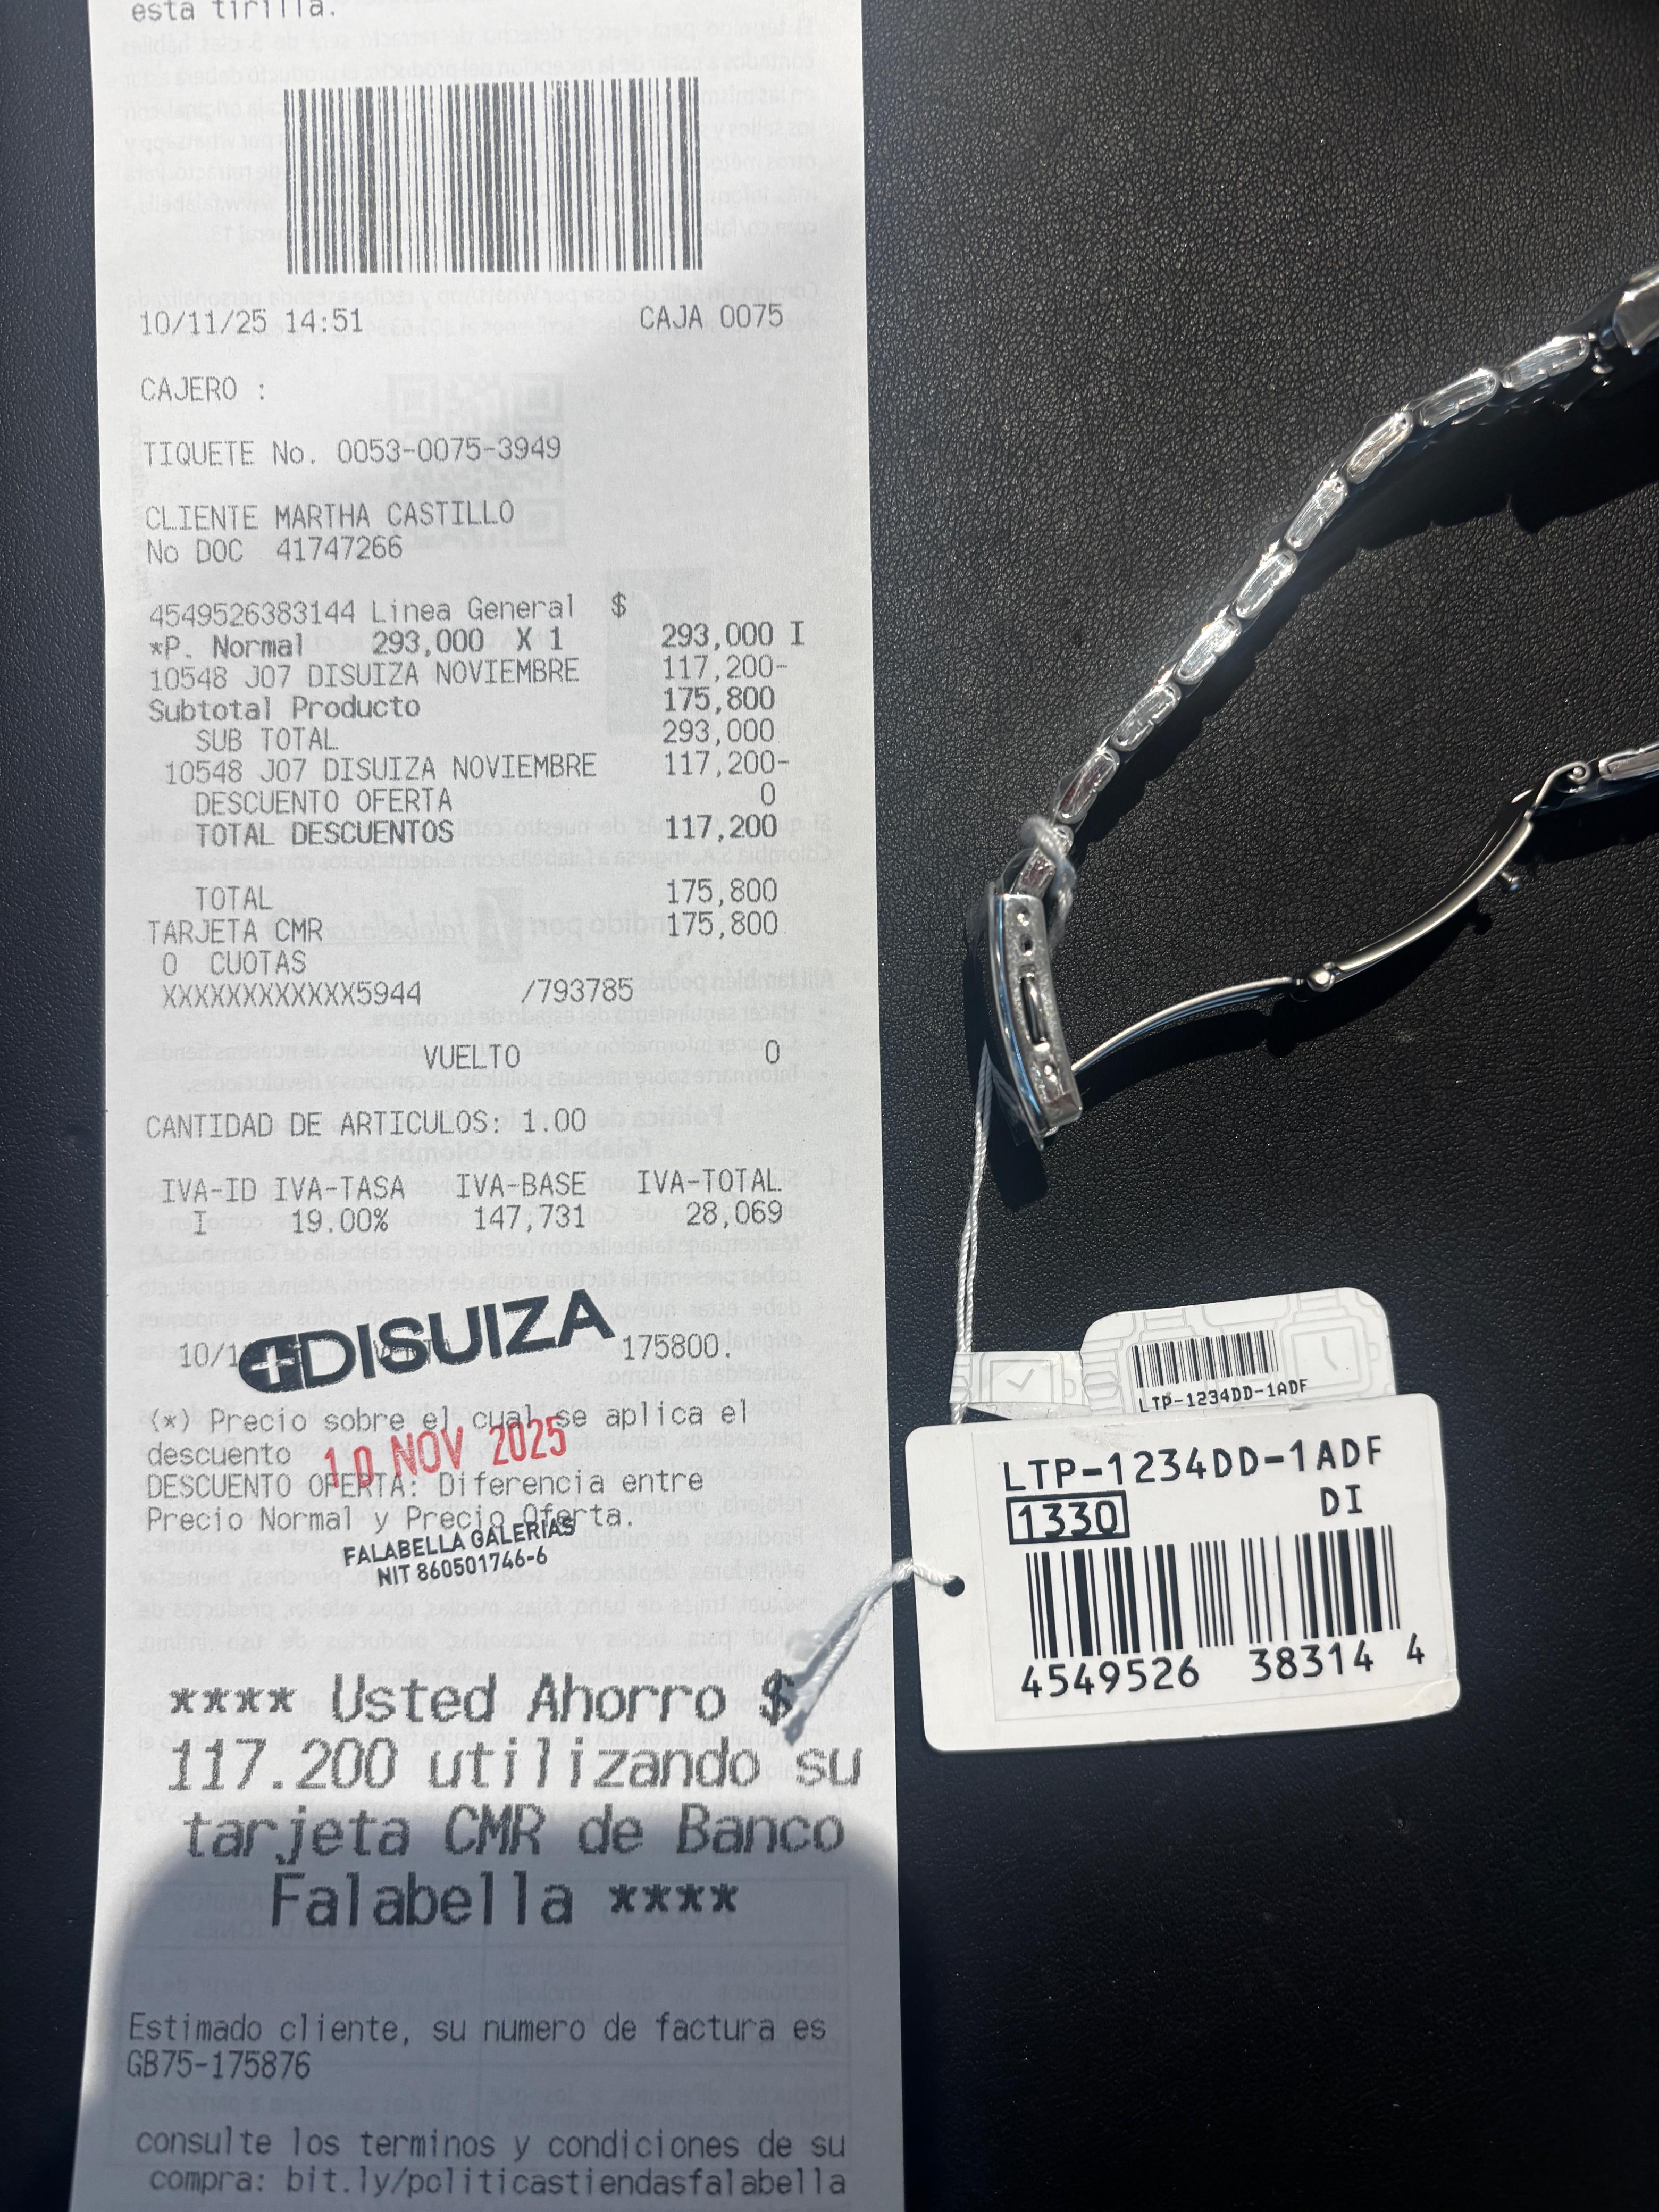 esta tirilla.
10/11/25 14:51 CAJA 0075
CAJERO :
TIQUETE No. 0053-0075-3949
CLIENTE MARTHA CASTILLO
No DOC 41747266
4549526383144 Linea General $
*P. Normal 293,000 X 1 293,000 I
10548 J07 DISUIZA NOVIEMBRE 117,200-
Subtotal Producto 175,800
SUB TOTAL 293,000
10548 J07 DISUIZA NOVIEMBRE 117,200-
DESCUENTO OFERTA 0
TOTAL DESCUENTOS 117,200
TOTAL 175,800
TARJETA CMR 175,800
0 CUOTAS
XXXXXXXXXXXX5944 /793785
VUELTO 0
CANTIDAD DE ARTICULOS: 1.00
IVA-ID IVA-TASA IVA-BASE IVA-TOTAL
I 19.00% 147,731 28,069
DISUIZA
10/1 175800.
(*) Precio sobre el cual se aplica el
descuento
10 NOV 2025
DESCUENTO OFERTA: Diferencia entre
Precio Normal y Precio Oferta.
FALABELLA GALERIAS
NIT 860501746-6
**** Usted Ahorro $
117.200 utilizando su
tarjeta CMR de Banco
Falabella ****
Estimado cliente, su numero de factura es
GB75-175876
consulte los terminos y condiciones de su
compra: bit.ly/politicastiendasfalabella
LTP-1234DD-1ADF
LTP-1234DD-1ADF
1330 DI
4549526 38314 4